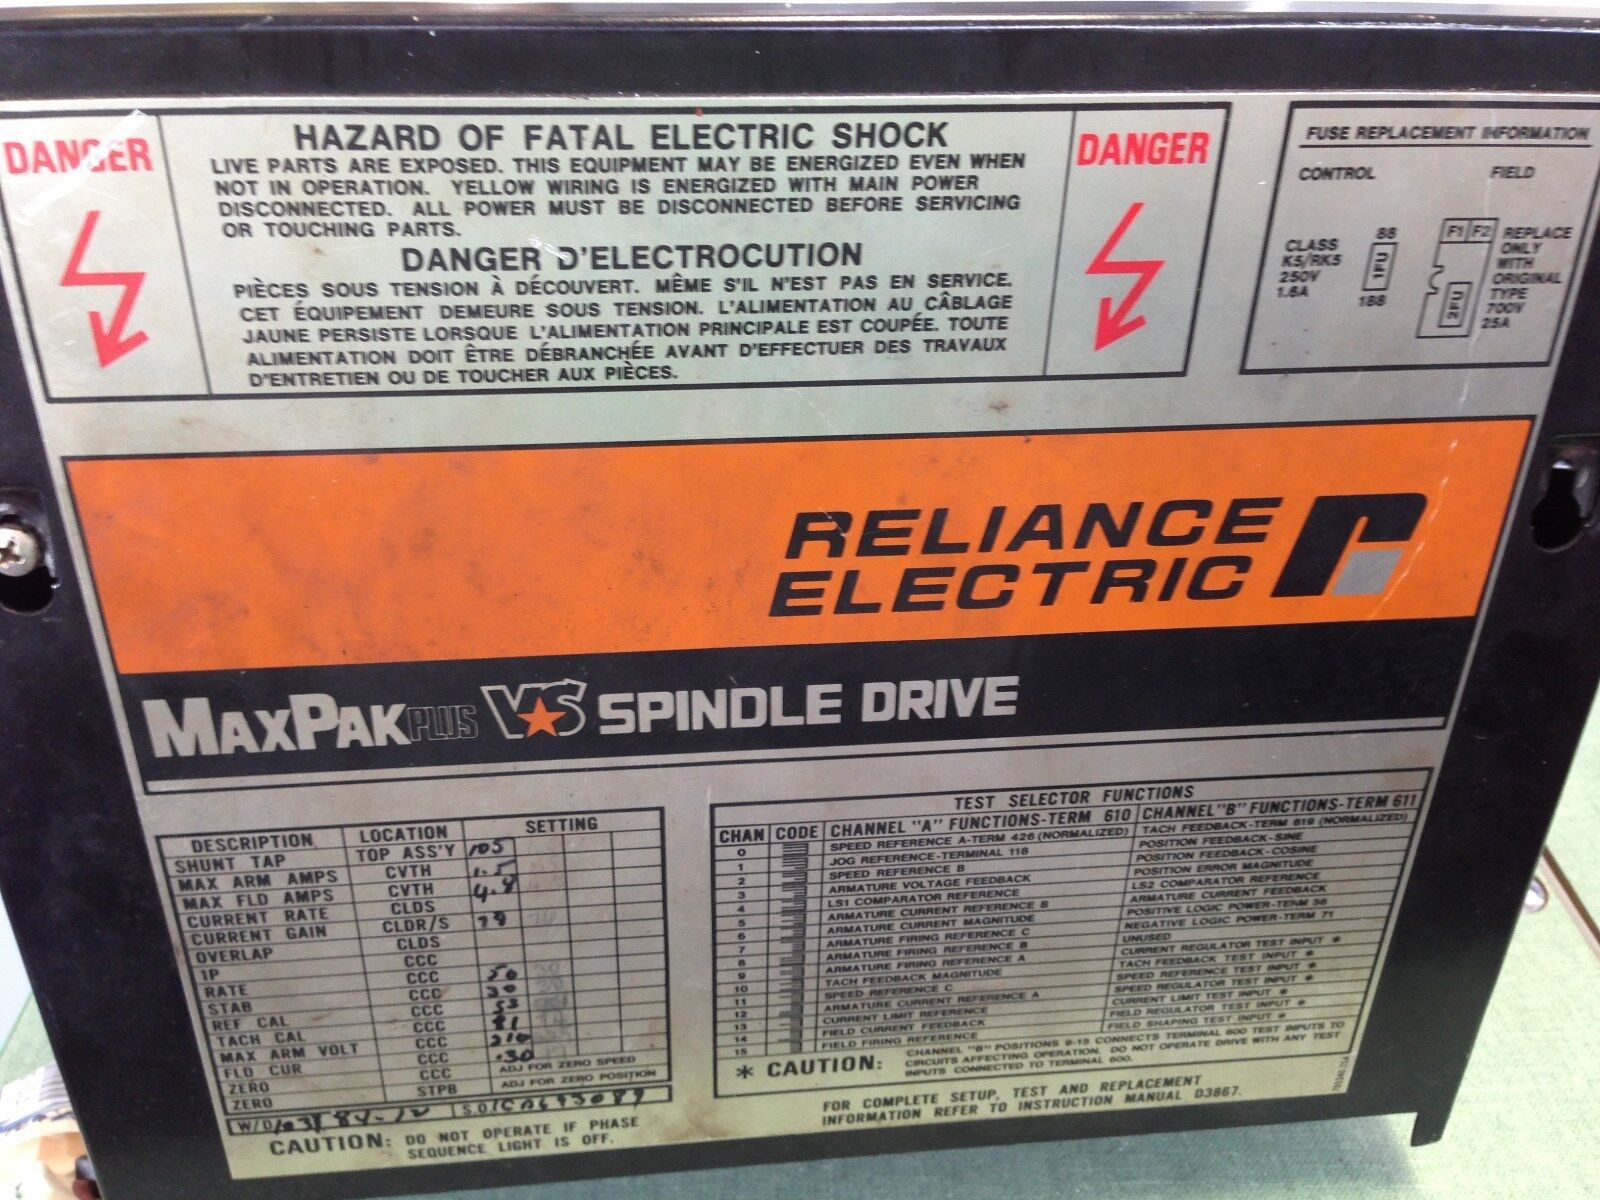 DANGER
HAZARD OF FATAL ELECTRIC SHOCK
LIVE PARTS ARE EXPOSED. THIS EQUIPMENT MAY BE ENERGIZED EVEN WHEN
NOT IN OPERATION. YELLOW WIRING IS ENERGIZED WITH MAIN POWER
DISCONNECTED. ALL POWER MUST BE DISCONNECTED BEFORE SERVICING
OR TOUCHING PARTS.
DANGER D'ELECTROCUTION
PIÈCES SOUS TENSION À DÉCOUVERT. MÊME S'IL N'EST PAS EN SERVICE.
CET ÉQUIPEMENT DEMEURE SOUS TENSION. L'ALIMENTATION AU CÂBLAGE
JAUNE PERSISTE LORSQUE L'ALIMENTATION PRINCIPALE EST COUPÉE. TOUTE
ALIMENTATION DOIT ÊTRE DÉBRANCHÉE AVANT D'EFFECTUER DES TRAVAUX
D'ENTRETIEN OU DE TOUCHER AUX PIÈCES.
DANGER
FUSE REPLACEMENT INFORMATION
CONTROL FIELD
CLASS
K5/RK5
250V
1.6A
88
1FU
188
F1 F2
2FU
REPLACE
ONLY
WITH
ORIGINAL
TYPE
700V
25A
RELIANCE
ELECTRIC
MAXPAK PLUS VS SPINDLE DRIVE
DESCRIPTION LOCATION SETTING
SHUNT TAP TOP ASS'Y 105
MAX ARM AMPS CVTH 1.5
MAX FLD AMPS CVTH 4.8
CURRENT RATE CLDS
CURRENT GAIN CLDR/S
OVERLAP CLDS
IP CCC
RATE CCC 50
STAB CCC 30
REF CAL CCC 53
TACH CAL CCC
MAX ARM VOLT CCC 210
FLD CUR CCC .30
ZERO CCC ADJ FOR ZERO SPEED
ZERO STPB ADJ FOR ZERO POSITION
W/D S.O.
CAUTION: DO NOT OPERATE IF PHASE
SEQUENCE LIGHT IS OFF.
TEST SELECTOR FUNCTIONS
CHAN CODE CHANNEL "A" FUNCTIONS-TERM 610 CHANNEL "B" FUNCTIONS-TERM 611
0 SPEED REFERENCE A-TERM 426 (NORMALIZED) TACH FEEDBACK-TERM 619 (NORMALIZED)
1 JOG REFERENCE-TERMINAL 118 POSITION FEEDBACK-SINE
2 SPEED REFERENCE B POSITION FEEDBACK-COSINE
3 ARMATURE VOLTAGE FEEDBACK POSITION ERROR MAGNITUDE
4 LS1 COMPARATOR REFERENCE LS2 COMPARATOR REFERENCE
5 ARMATURE CURRENT REFERENCE B ARMATURE CURRENT FEEDBACK
6 ARMATURE CURRENT MAGNITUDE POSITIVE LOGIC POWER-TERM 56
7 ARMATURE FIRING REFERENCE C NEGATIVE LOGIC POWER-TERM 71
8 ARMATURE FIRING REFERENCE B UNUSED
9 ARMATURE FIRING REFERENCE A CURRENT REGULATOR TEST INPUT *
10 TACH FEEDBACK MAGNITUDE TACH FEEDBACK TEST INPUT *
11 SPEED REFERENCE C SPEED REFERENCE TEST INPUT *
12 ARMATURE CURRENT REFERENCE A SPEED REGULATOR TEST INPUT *
13 CURRENT LIMIT REFERENCE CURRENT LIMIT TEST INPUT *
14 FIELD CURRENT FEEDBACK FIELD REGULATOR TEST INPUT *
15 FIELD FIRING REFERENCE FIELD SHAPING TEST INPUT *
* CAUTION: CHANNEL "B" POSITIONS 9-15 CONNECTS TERMINAL 600 TEST INPUTS TO
CIRCUITS AFFECTING OPERATION. DO NOT OPERATE DRIVE WITH ANY TEST
INPUTS CONNECTED TO TERMINAL 600.
FOR COMPLETE SETUP, TEST AND REPLACEMENT
INFORMATION REFER TO INSTRUCTION MANUAL D3867.